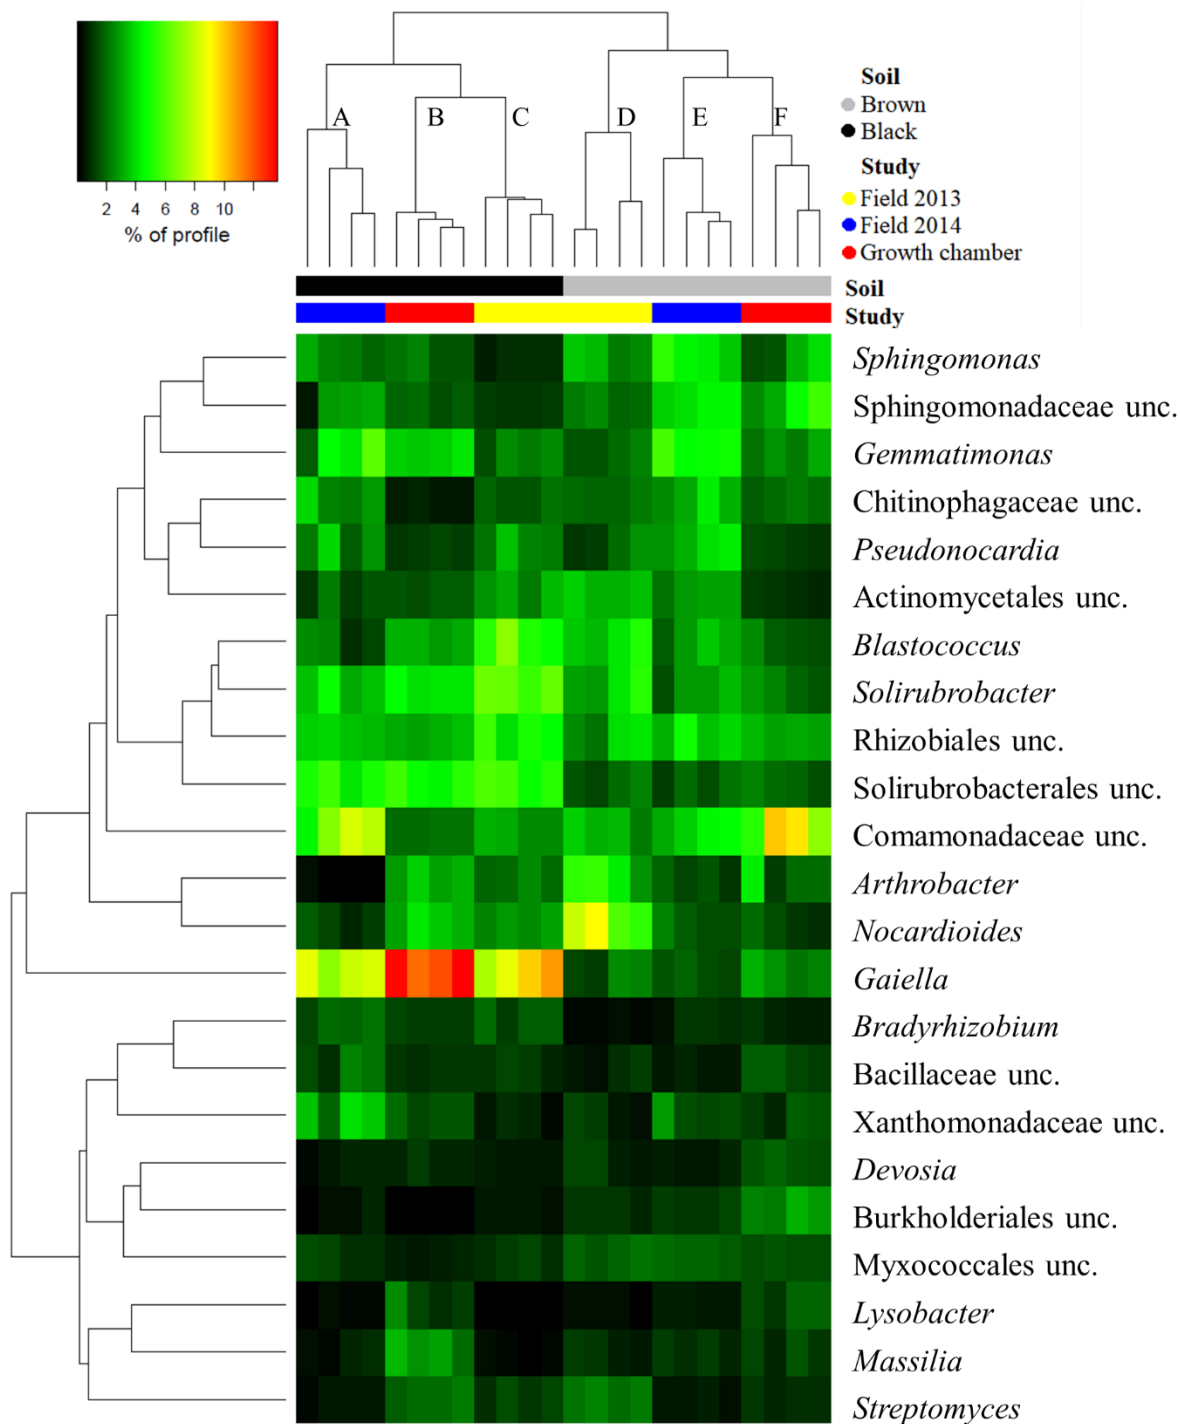 2 4 6 8 10
% of profile
A B C D E F
Soil
Brown
Black
Study
Field 2013
Field 2014
Growth chamber
Soil
Study
Sphingomonas
Sphingomonadaceae unc.
Gemmatimonas
Chitinophagaceae unc.
Pseudonocardia
Actinomycetales unc.
Blastococcus
Solirubrobacter
Rhizobiales unc.
Solirubrobacterales unc.
Comamonadaceae unc.
Arthrobacter
Nocardioides
Gaiella
Bradyrhizobium
Bacillaceae unc.
Xanthomonadaceae unc.
Devosia
Burkholderiales unc.
Myxococcales unc.
Lysobacter
Massilia
Streptomyces